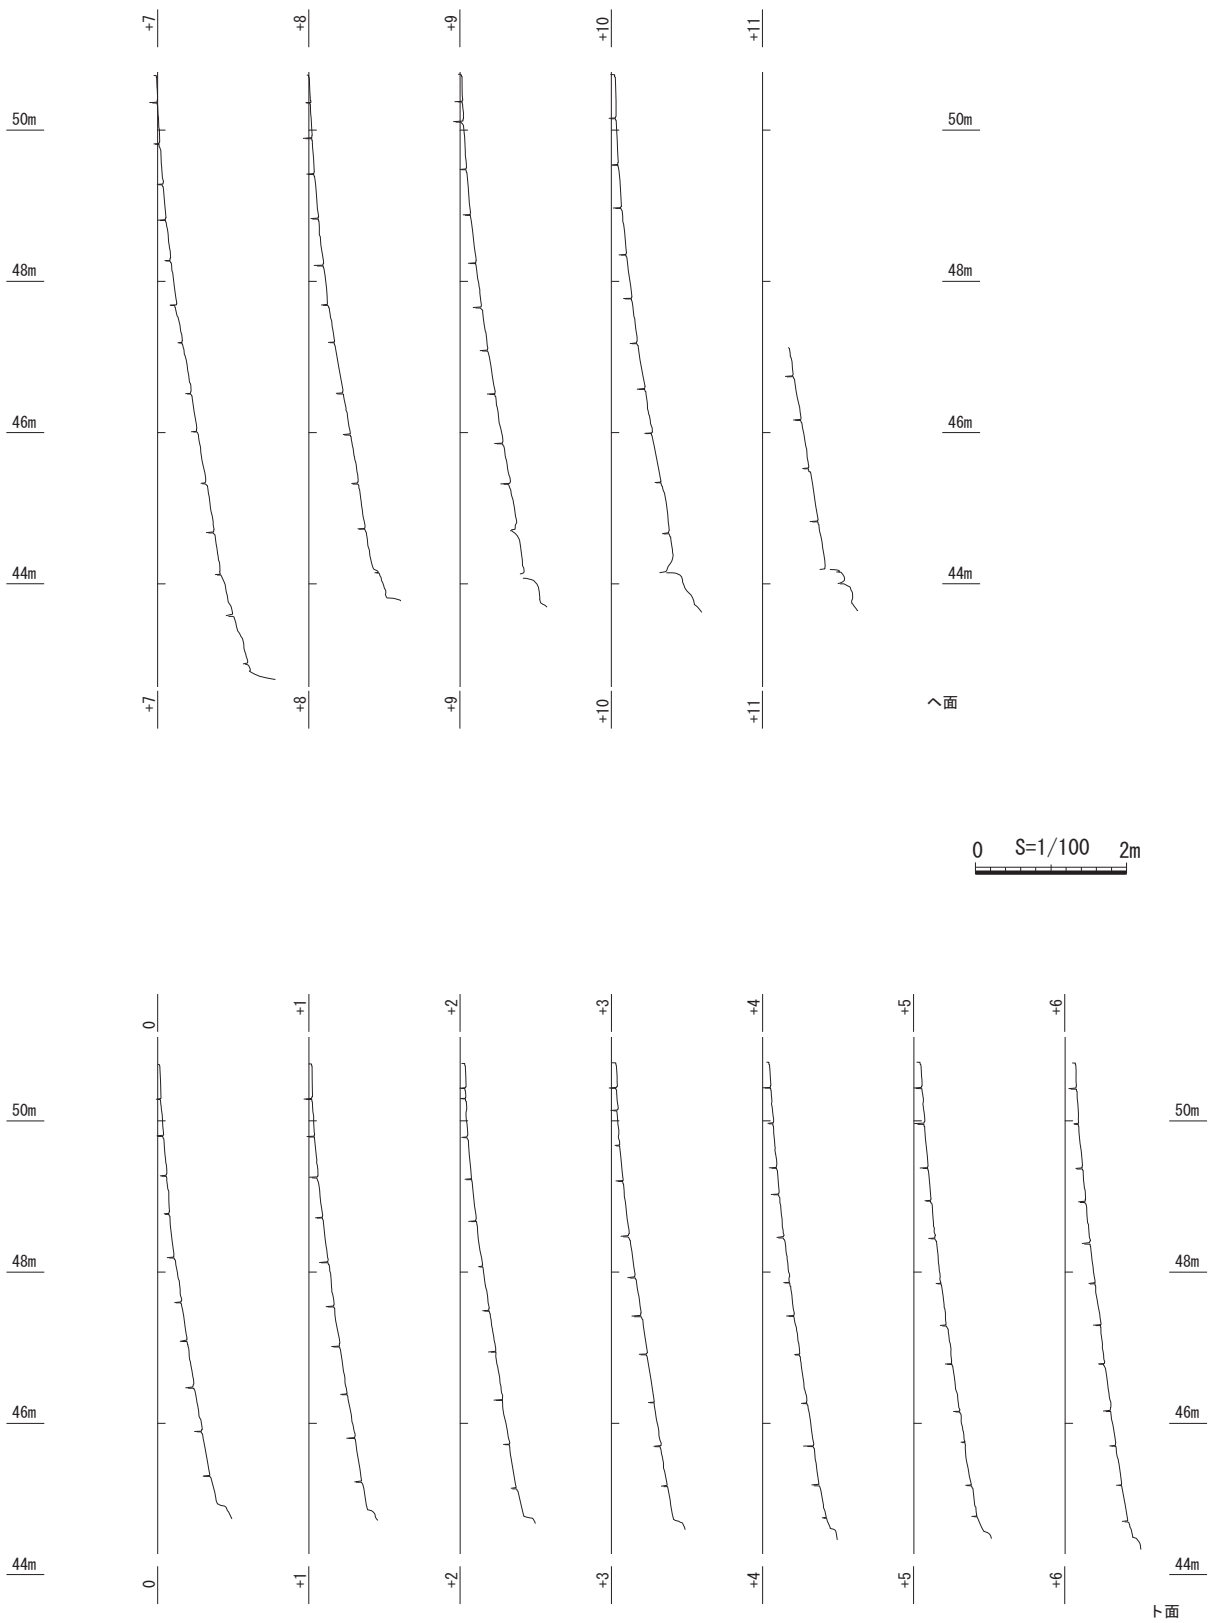 +7 +8 +9 +10 +11
50m 50m
48m 48m
46m 46m
44m 44m
+7 +8 +9 +10 +11 ヘ面
0 S=1/100 2m
0 +1 +2 +3 +4 +5 +6
50m 50m
48m 48m
46m 46m
44m 44m
0 +1 +2 +3 +4 +5 +6
ト面